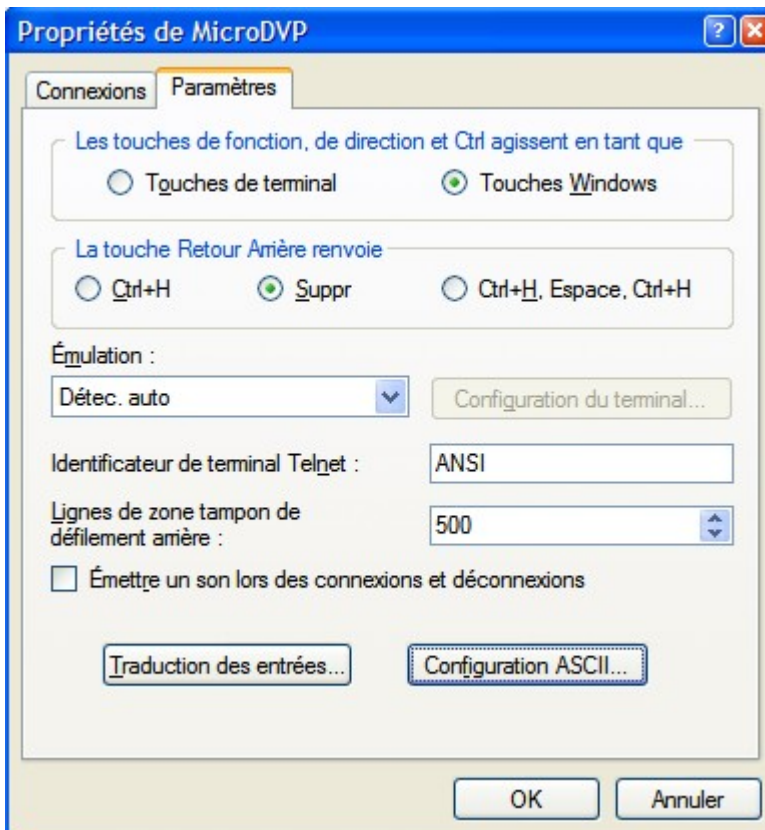 Propriétés de MicroDVP
Connexions
Paramètres
Les touches de fonction, de direction et Ctrl agissent en tant que
Touches de terminal
Touches Windows
La touche Retour Arrière renvoie
Ctrl+H
Suppr
Ctrl+H, Espace, Ctrl+H
Émulation :
Détec. auto
Configuration du terminal...
Identificateur de terminal Telnet :
ANSI
Lignes de zone tampon de
défilement arrière :
500
Émettre un son lors des connexions et déconnexions
Traduction des entrées...
Configuration ASCII...
OK
Annuler